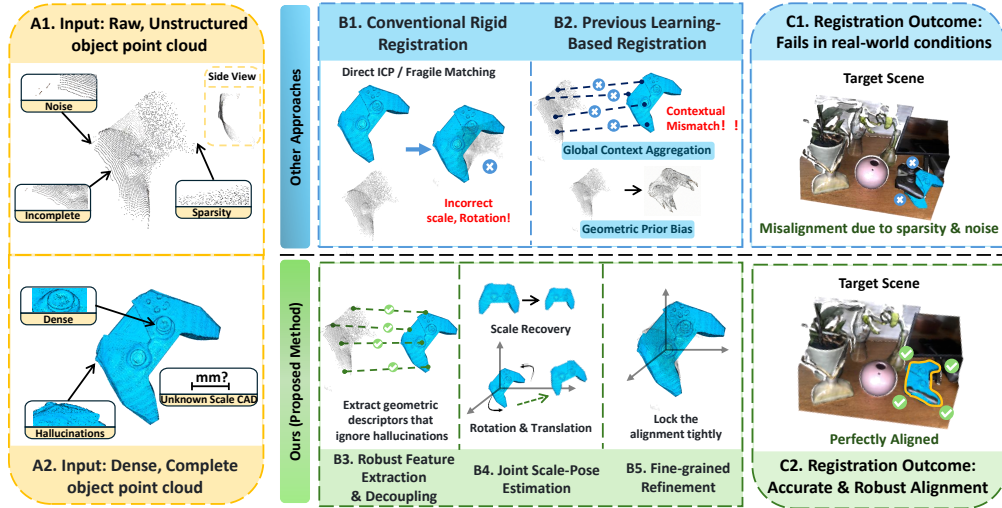 A1. Input: Raw, Unstructured
object point cloud
Side View
Noise
Incomplete
Sparsity
Dense
mm?
Unknown Scale CAD
Hallucinations
A2. Input: Dense, Complete
object point cloud
Other Approaches
B1. Conventional Rigid
Registration
Direct ICP / Fragile Matching
Incorrect
scale, Rotation!
B2. Previous Learning-
Based Registration
Contextual
Mismatch! !
Global Context Aggregation
Geometric Prior Bias
C1. Registration Outcome:
Fails in real-world conditions
Target Scene
Misalignment due to sparsity & noise
Ours (Proposed Method)
Extract geometric
descriptors that
ignore hallucinations
B3. Robust Feature
Extraction
& Decoupling
Scale Recovery
Rotation & Translation
B4. Joint Scale-Pose
Estimation
Lock the
alignment tightly
B5. Fine-grained
Refinement
Target Scene
Perfectly Aligned
C2. Registration Outcome:
Accurate & Robust Alignment